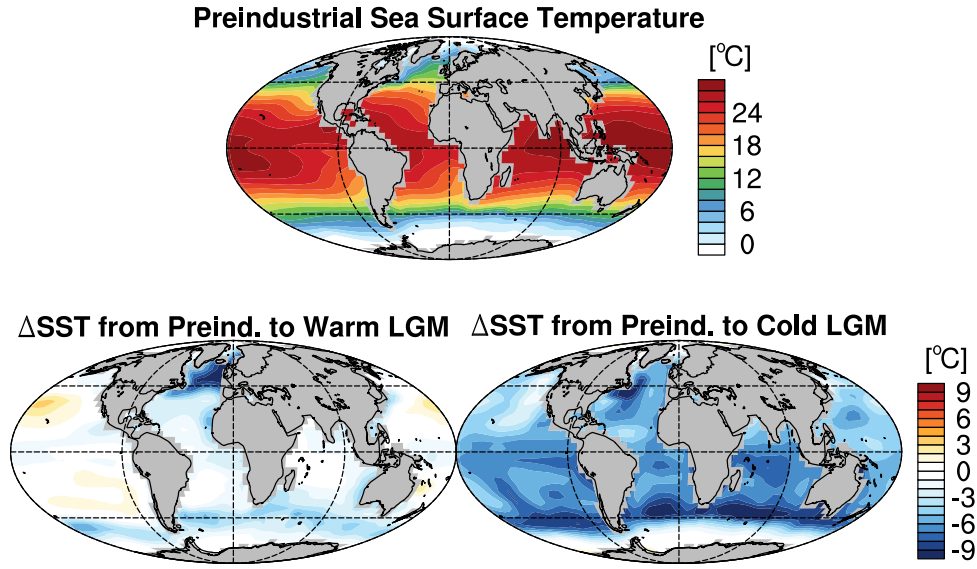 Preindustrial Sea Surface Temperature
[°C]
24
18
12
6
0
ΔSST from Preind. to Warm LGM
ΔSST from Preind. to Cold LGM
[°C]
9
6
3
0
-3
-6
-9